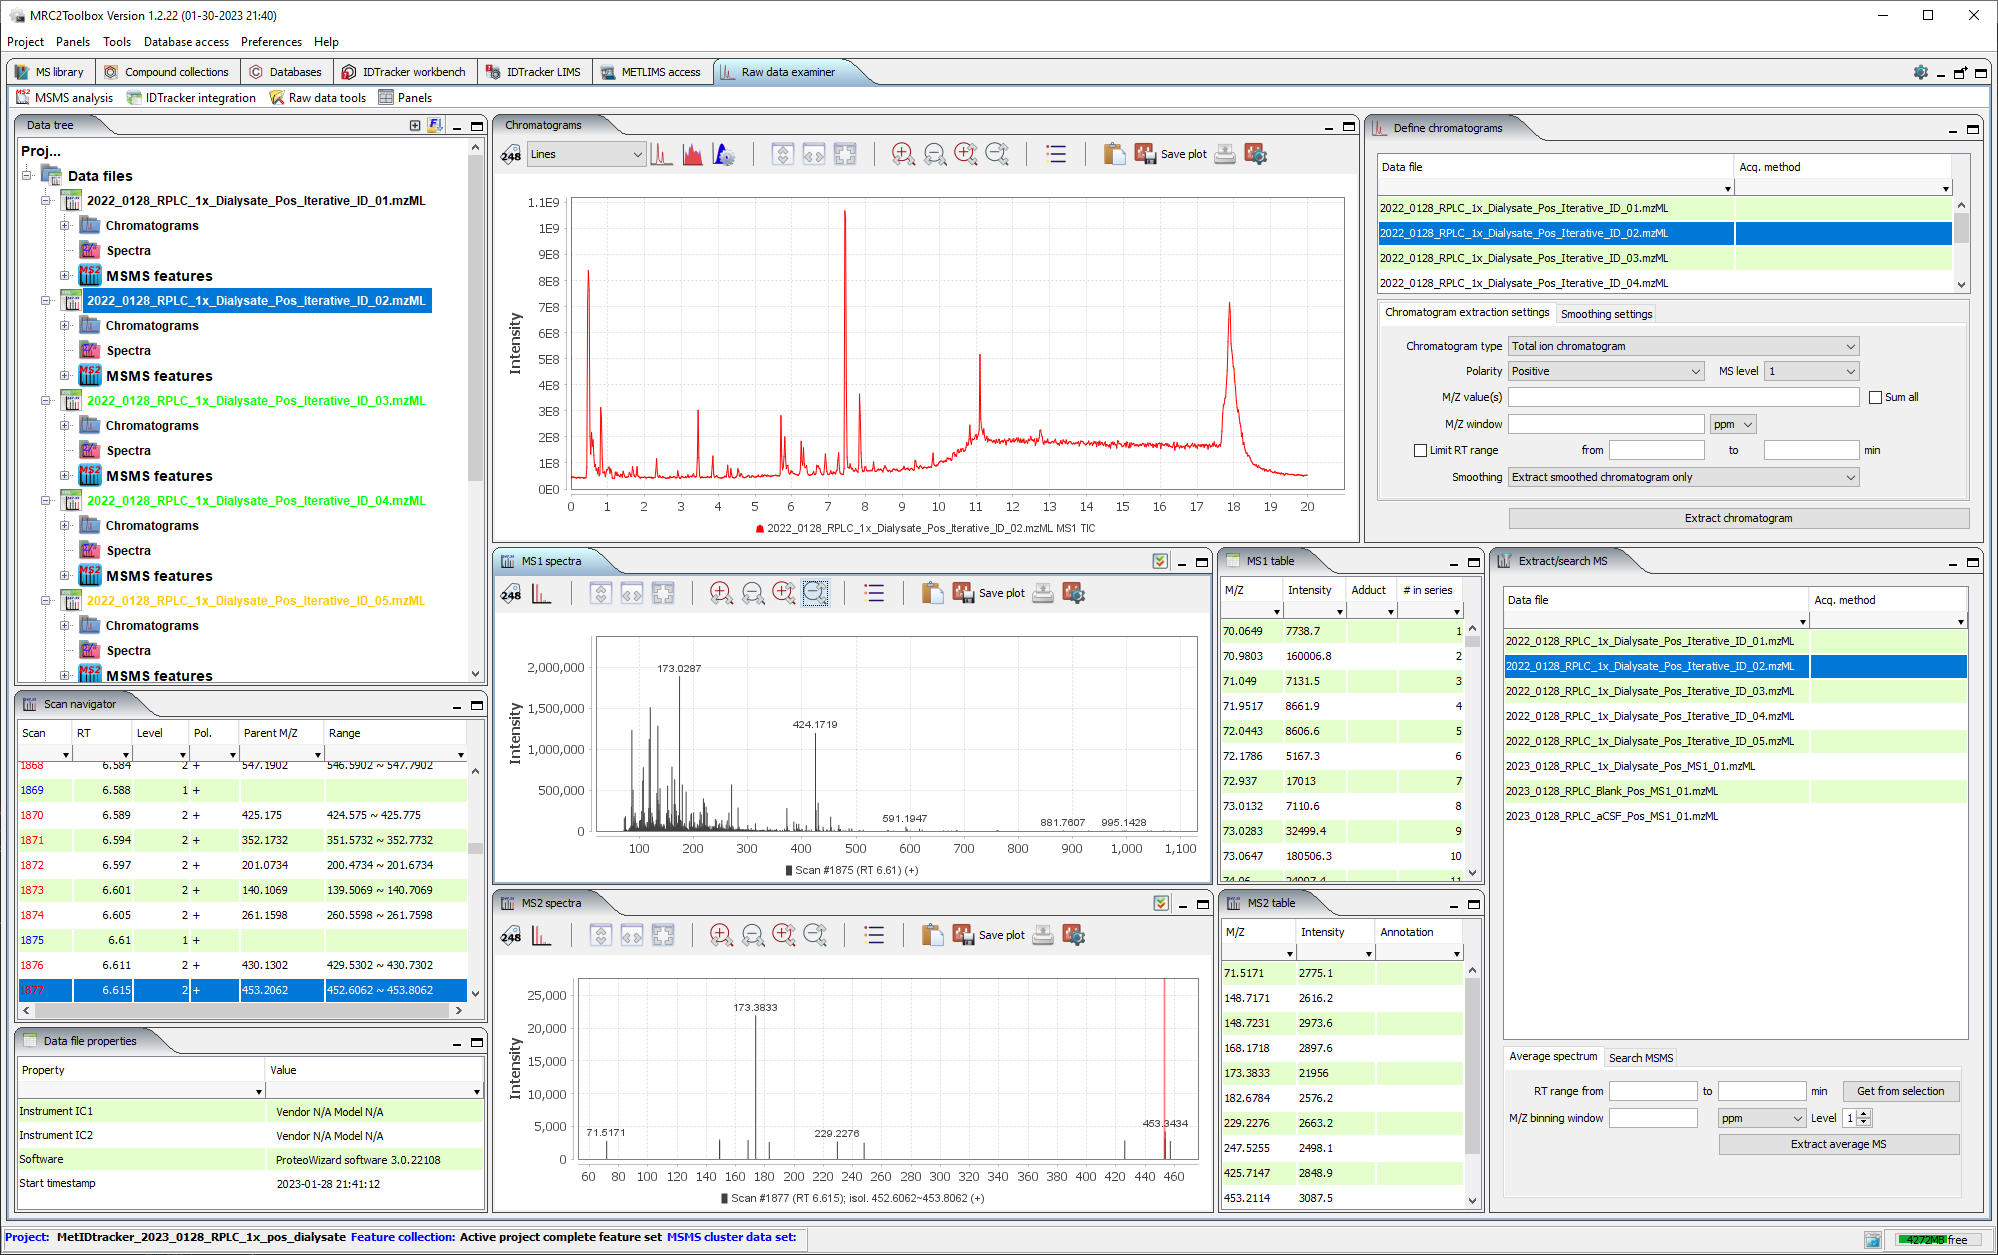 MRC2Toolbox Version 1.2.22 (01-30-2023 21:40)
Project Panels Tools Database access Preferences Help
MS library Compound collections Databases IDTracker workbench IDTracker LIMS METLIMS access Raw data examiner
MSMS analysis IDTracker integration Raw data tools Panels
Data tree
Proj...
Data files
2022_0128_RPLC_1x_Dialysate_Pos_Iterative_ID_01.mzML
Chromatograms
Spectra
MSMS features
2022_0128_RPLC_1x_Dialysate_Pos_Iterative_ID_02.mzML
Chromatograms
Spectra
MSMS features
2022_0128_RPLC_1x_Dialysate_Pos_Iterative_ID_03.mzML
Chromatograms
Spectra
MSMS features
2022_0128_RPLC_1x_Dialysate_Pos_Iterative_ID_04.mzML
Chromatograms
Spectra
MSMS features
2022_0128_RPLC_1x_Dialysate_Pos_Iterative_ID_05.mzML
Chromatograms
Spectra
MSMS features
Scan navigator
Scan RT Level Pol. Parent M/Z Range
1868 6.584 2 + 547.1902 546.5902 ~ 547.7902
1869 6.588 1 +
1870 6.589 2 + 425.175 424.575 ~ 425.775
1871 6.594 2 + 352.1732 351.5732 ~ 352.7732
1872 6.597 2 + 201.0734 200.4734 ~ 201.6734
1873 6.601 2 + 140.1069 139.5069 ~ 140.7069
1874 6.605 2 + 261.1598 260.5598 ~ 261.7598
1875 6.61 1 +
1876 6.611 2 + 430.1302 429.5302 ~ 430.7302
1877 6.615 2 + 453.2062 452.6062 ~ 453.8062
Data file properties
Property Value
Instrument IC1 Vendor N/A Model N/A
Instrument IC2 Vendor N/A Model N/A
Software ProteoWizard software 3.0.22108
Start timestamp 2023-01-28 21:41:12
Chromatograms
248 Lines Save plot
Intensity
1.1E9
1E9
9E8
8E8
7E8
6E8
5E8
4E8
3E8
2E8
1E8
0E0
0 1 2 3 4 5 6 7 8 9 10 11 12 13 14 15 16 17 18 19 20
2022_0128_RPLC_1x_Dialysate_Pos_Iterative_ID_02.mzML MS1 TIC
MS1 spectra
248 Save plot
Intensity
2,000,000
1,500,000
1,000,000
500,000
0
173.0287
424.1719
591.1947
881.7607
995.1428
100 200 300 400 500 600 700 800 900 1,000 1,100
Scan #1875 (RT 6.61) (+)
MS2 spectra
248 Save plot
Intensity
25,000
20,000
15,000
10,000
5,000
0
173.3833
71.5171
229.2276
453.3434
60 80 100 120 140 160 180 200 220 240 260 280 300 320 340 360 380 400 420 440 460
Scan #1877 (RT 6.615); isol. 452.6062~453.8062 (+)
MS1 table
M/Z Intensity Adduct # in series
70.0649 7738.7 1
70.9803 160006.8 2
71.049 7131.5 3
71.9517 8661.9 4
72.0443 8606.6 5
72.1786 5167.3 6
72.937 17013 7
73.0132 7110.6 8
73.0283 32499.4 9
73.0647 180506.3 10
74.06 24007.4 11
MS2 table
M/Z Intensity Annotation
71.5171 2775.1
148.7171 2616.2
148.7231 2973.6
168.1718 2897.6
173.3833 21956
182.6784 2576.2
229.2276 2663.2
247.5255 2498.1
425.7147 2848.9
453.2114 3087.5
Define chromatograms
Data file Acq. method
2022_0128_RPLC_1x_Dialysate_Pos_Iterative_ID_01.mzML
2022_0128_RPLC_1x_Dialysate_Pos_Iterative_ID_02.mzML
2022_0128_RPLC_1x_Dialysate_Pos_Iterative_ID_03.mzML
2022_0128_RPLC_1x_Dialysate_Pos_Iterative_ID_04.mzML
Chromatogram extraction settings Smoothing settings
Chromatogram type Total ion chromatogram
Polarity Positive MS level 1
M/Z value(s) Sum all
M/Z window ppm
Limit RT range from to min
Smoothing Extract smoothed chromatogram only
Extract chromatogram
Extract/search MS
Data file Acq. method
2022_0128_RPLC_1x_Dialysate_Pos_Iterative_ID_01.mzML
2022_0128_RPLC_1x_Dialysate_Pos_Iterative_ID_02.mzML
2022_0128_RPLC_1x_Dialysate_Pos_Iterative_ID_03.mzML
2022_0128_RPLC_1x_Dialysate_Pos_Iterative_ID_04.mzML
2022_0128_RPLC_1x_Dialysate_Pos_Iterative_ID_05.mzML
2023_0128_RPLC_1x_Dialysate_Pos_MS1_01.mzML
2023_0128_RPLC_Blank_Pos_MS1_01.mzML
2023_0128_RPLC_aCSF_Pos_MS1_01.mzML
Average spectrum Search MSMS
RT range from to min Get from selection
M/Z binning window ppm Level 1
Extract average MS
Project: MetIDtracker_2023_0128_RPLC_1x_pos_dialysate Feature collection: Active project complete feature set MSMS cluster data set:
4272MB free